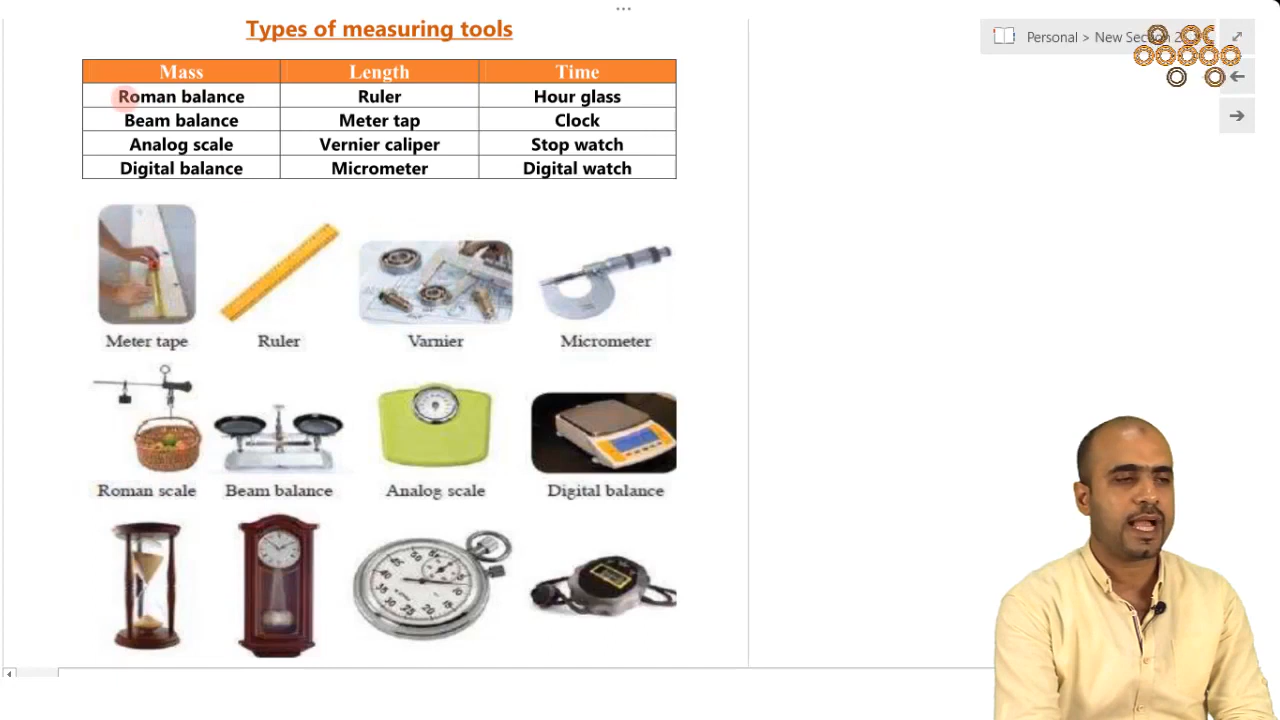 Types of measuring tools
Personal > New Section 2
Mass Length Time
Roman balance Ruler Hour glass
Beam balance Meter tap Clock
Analog scale Vernier caliper Stop watch
Digital balance Micrometer Digital watch
Meter tape Ruler Varnier Micrometer
Roman scale Beam balance Analog scale Digital balance